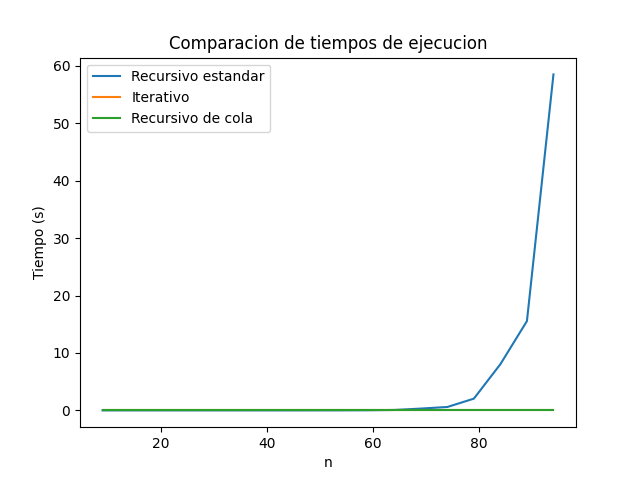 Comparacion de tiempos de ejecucion
Recursivo estandar
Iterativo
Recursivo de cola
60
50
40
30
20
10
0
Tiempo (s)
20 40 60 80
n